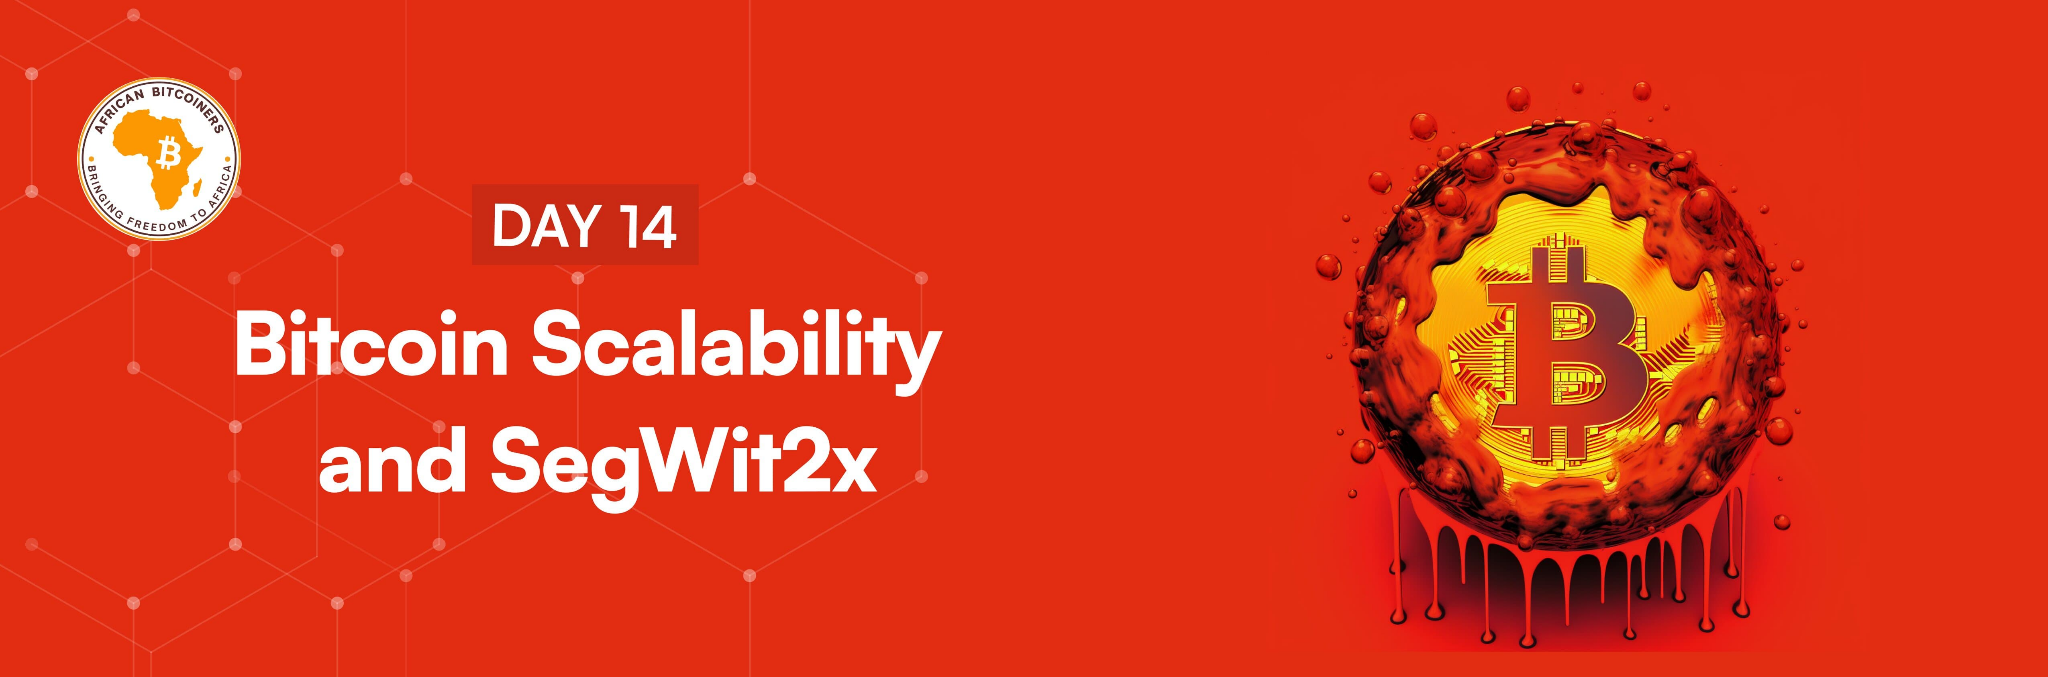 AFRICAN BITCOINERS
BRINGING FREEDOM TO AFRICA
DAY 14
Bitcoin Scalability
and SegWit2x